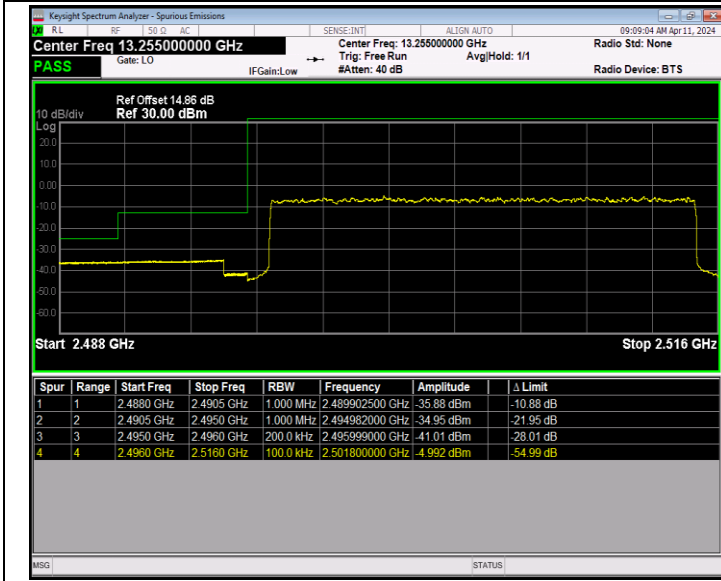 Keysight Spectrum Analyzer - Spurious Emissions
RL RF 50 Ω AC SENSE:INT ALIGN AUTO 09:09:04 AM Apr 11, 2024
Center Freq 13.255000000 GHz Center Freq: 13.255000000 GHz Radio Std: None
Gate: LO Trig: Free Run Avg|Hold: 1/1
PASS IFGain:Low #Atten: 40 dB Radio Device: BTS
Ref Offset 14.86 dB
10 dB/div Ref 30.00 dBm
Log
20.0
10.0
0.00
-10.0
-20.0
-30.0
-40.0
-50.0
-60.0
Start 2.488 GHz Stop 2.516 GHz
Spur Range Start Freq Stop Freq RBW Frequency Amplitude Δ Limit
1 1 2.4880 GHz 2.4905 GHz 1.000 MHz 2.489902500 GHz -35.88 dBm -10.88 dB
2 2 2.4905 GHz 2.4950 GHz 1.000 MHz 2.494982000 GHz -34.95 dBm -21.95 dB
3 3 2.4950 GHz 2.4960 GHz 200.0 kHz 2.495999000 GHz -41.01 dBm -28.01 dB
4 4 2.4960 GHz 2.5160 GHz 100.0 kHz 2.501800000 GHz -4.992 dBm -54.99 dB
MSG STATUS